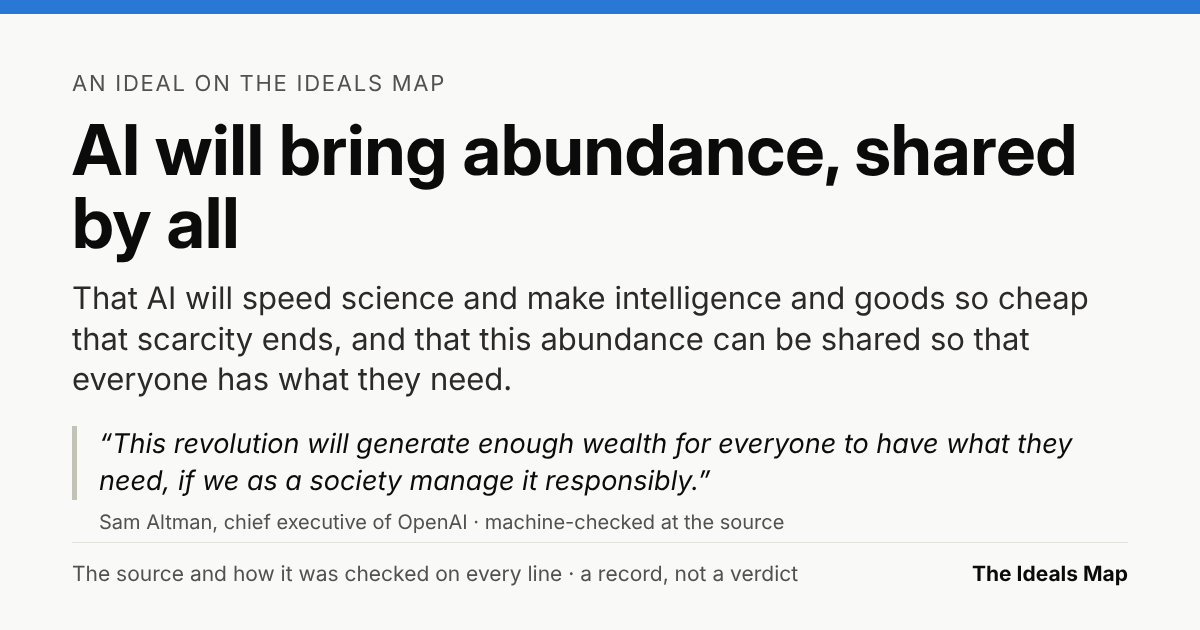 AN IDEAL ON THE IDEALS MAP
AI will bring abundance, shared
by all
That AI will speed science and make intelligence and goods so cheap
that scarcity ends, and that this abundance can be shared so that
everyone has what they need.
“This revolution will generate enough wealth for everyone to have what they
need, if we as a society manage it responsibly.”
Sam Altman, chief executive of OpenAI · machine-checked at the source
The source and how it was checked on every line · a record, not a verdict
The Ideals Map